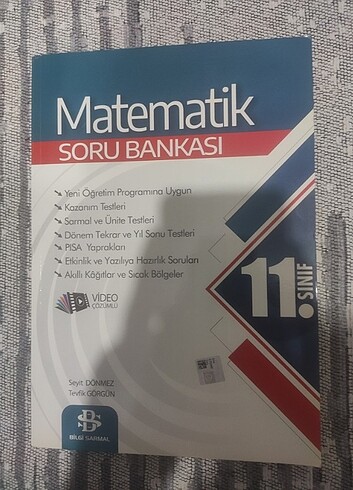 Matematik
SORU BANKASI
Yeni Öğretim Programına Uygun
Kazanım Testleri
Sarmal ve Ünite Testleri
Dönem Tekrar ve Yıl Sonu Testleri
PISA Yaprakları
Etkinlik ve Yazılıya Hazırlık Soruları
Akıllı Kâğıtlar ve Sıcak Bölgeler
VİDEO
ÇÖZÜMLÜ
11. SINIF
Seyit DÖNMEZ
Tevfik GÖRGÜN
BS
BİLGİ SARMAL